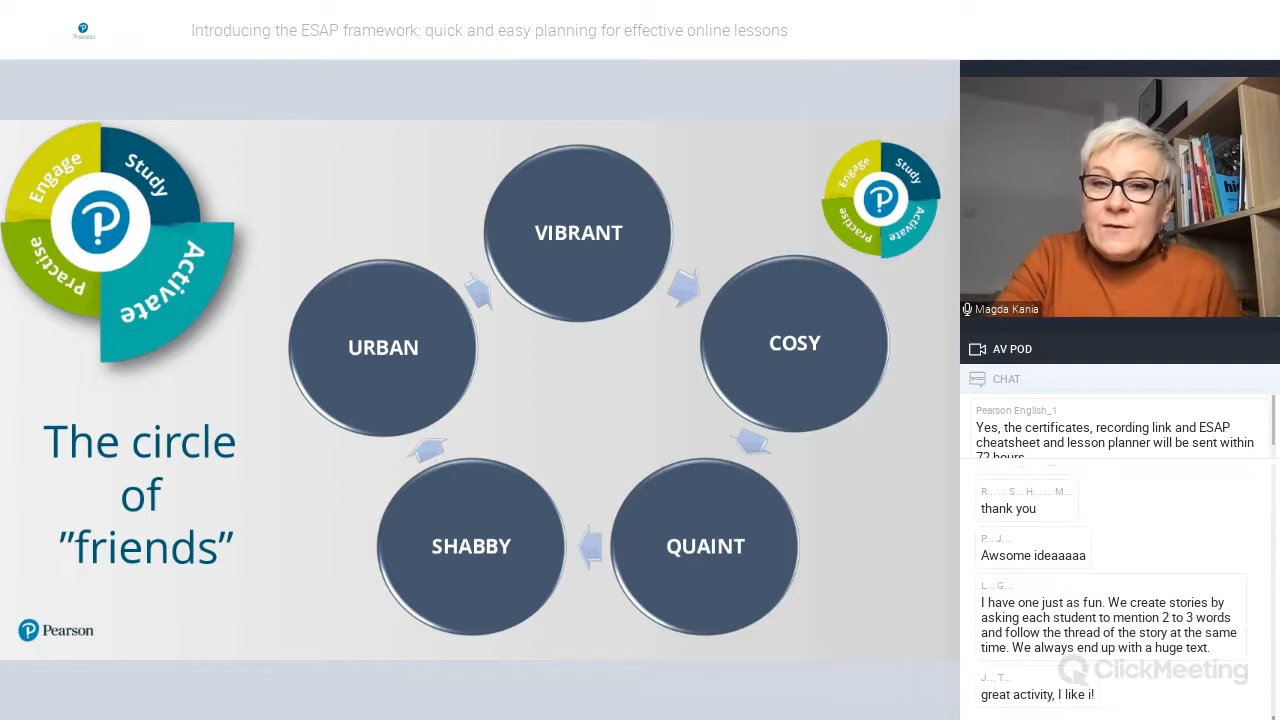 Pearson
Introducing the ESAP framework: quick and easy planning for effective online lessons
Engage
Study
Activate
Practise
The circle
of
”friends”
Pearson
VIBRANT
COSY
QUAINT
SHABBY
URBAN
Engage
Study
Activate
Practise
Magda Kania
AV POD
CHAT
Pearson English_1
Yes, the certificates, recording link and ESAP
cheatsheet and lesson planner will be sent within
72 hours
R... ... S... H... ... M...
thank you
P... J...
Awsome ideaaaaa
L... G...
I have one just as fun. We create stories by
asking each student to mention 2 to 3 words
and follow the thread of the story at the same
time. We always end up with a huge text.
J... T...
great activity, I like i!
ClickMeeting